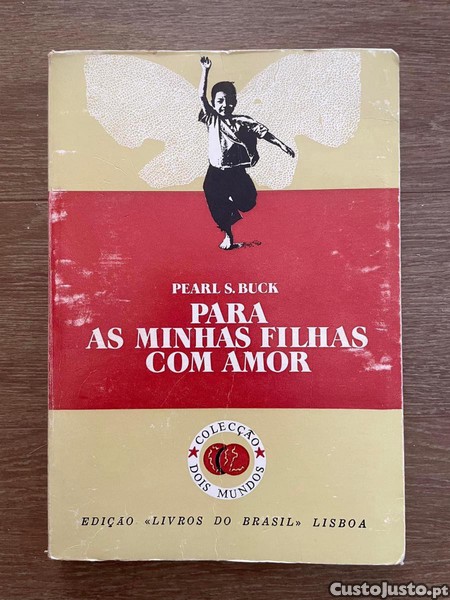 PEARL S. BUCK
PARA
AS MINHAS FILHAS
COM AMOR
COLECÇÃO
DOIS MUNDOS
EDIÇÃO «LIVROS DO BRASIL» LISBOA
CustoJusto.pt